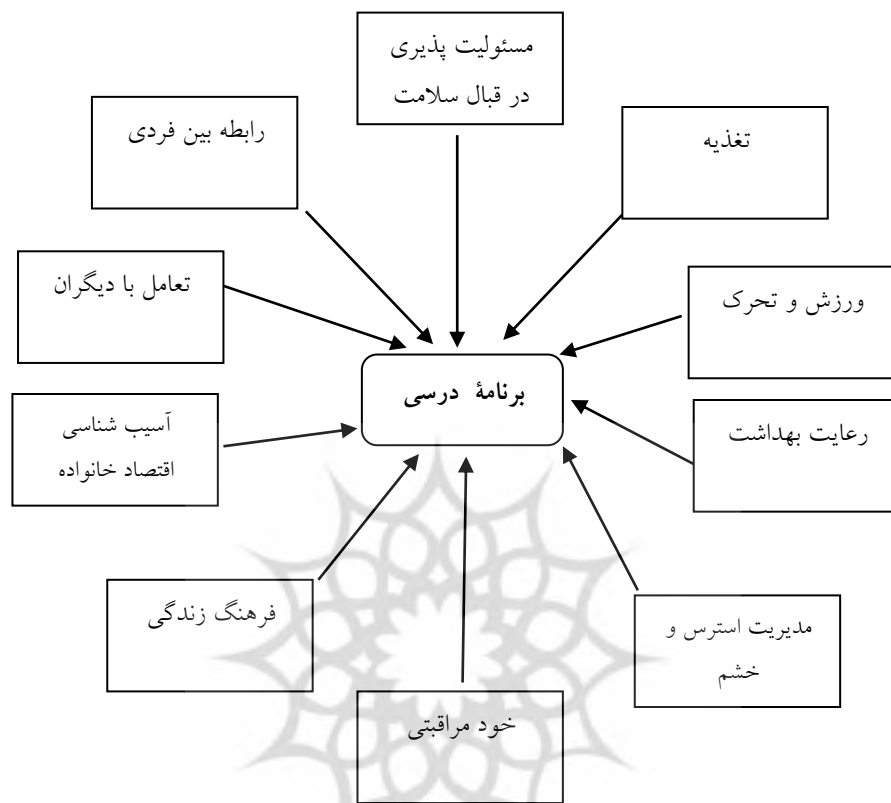 مسئولیت پذیری
در قبال سلامت
رابطه بین فردی
تغذیه
تعامل با دیگران
ورزش و تحرک
برنامهٔ درسی
آسیب شناسی
اقتصاد خانواده
رعایت بهداشت
فرهنگ زندگی
مدیریت استرس و
خشم
خود مراقبتی